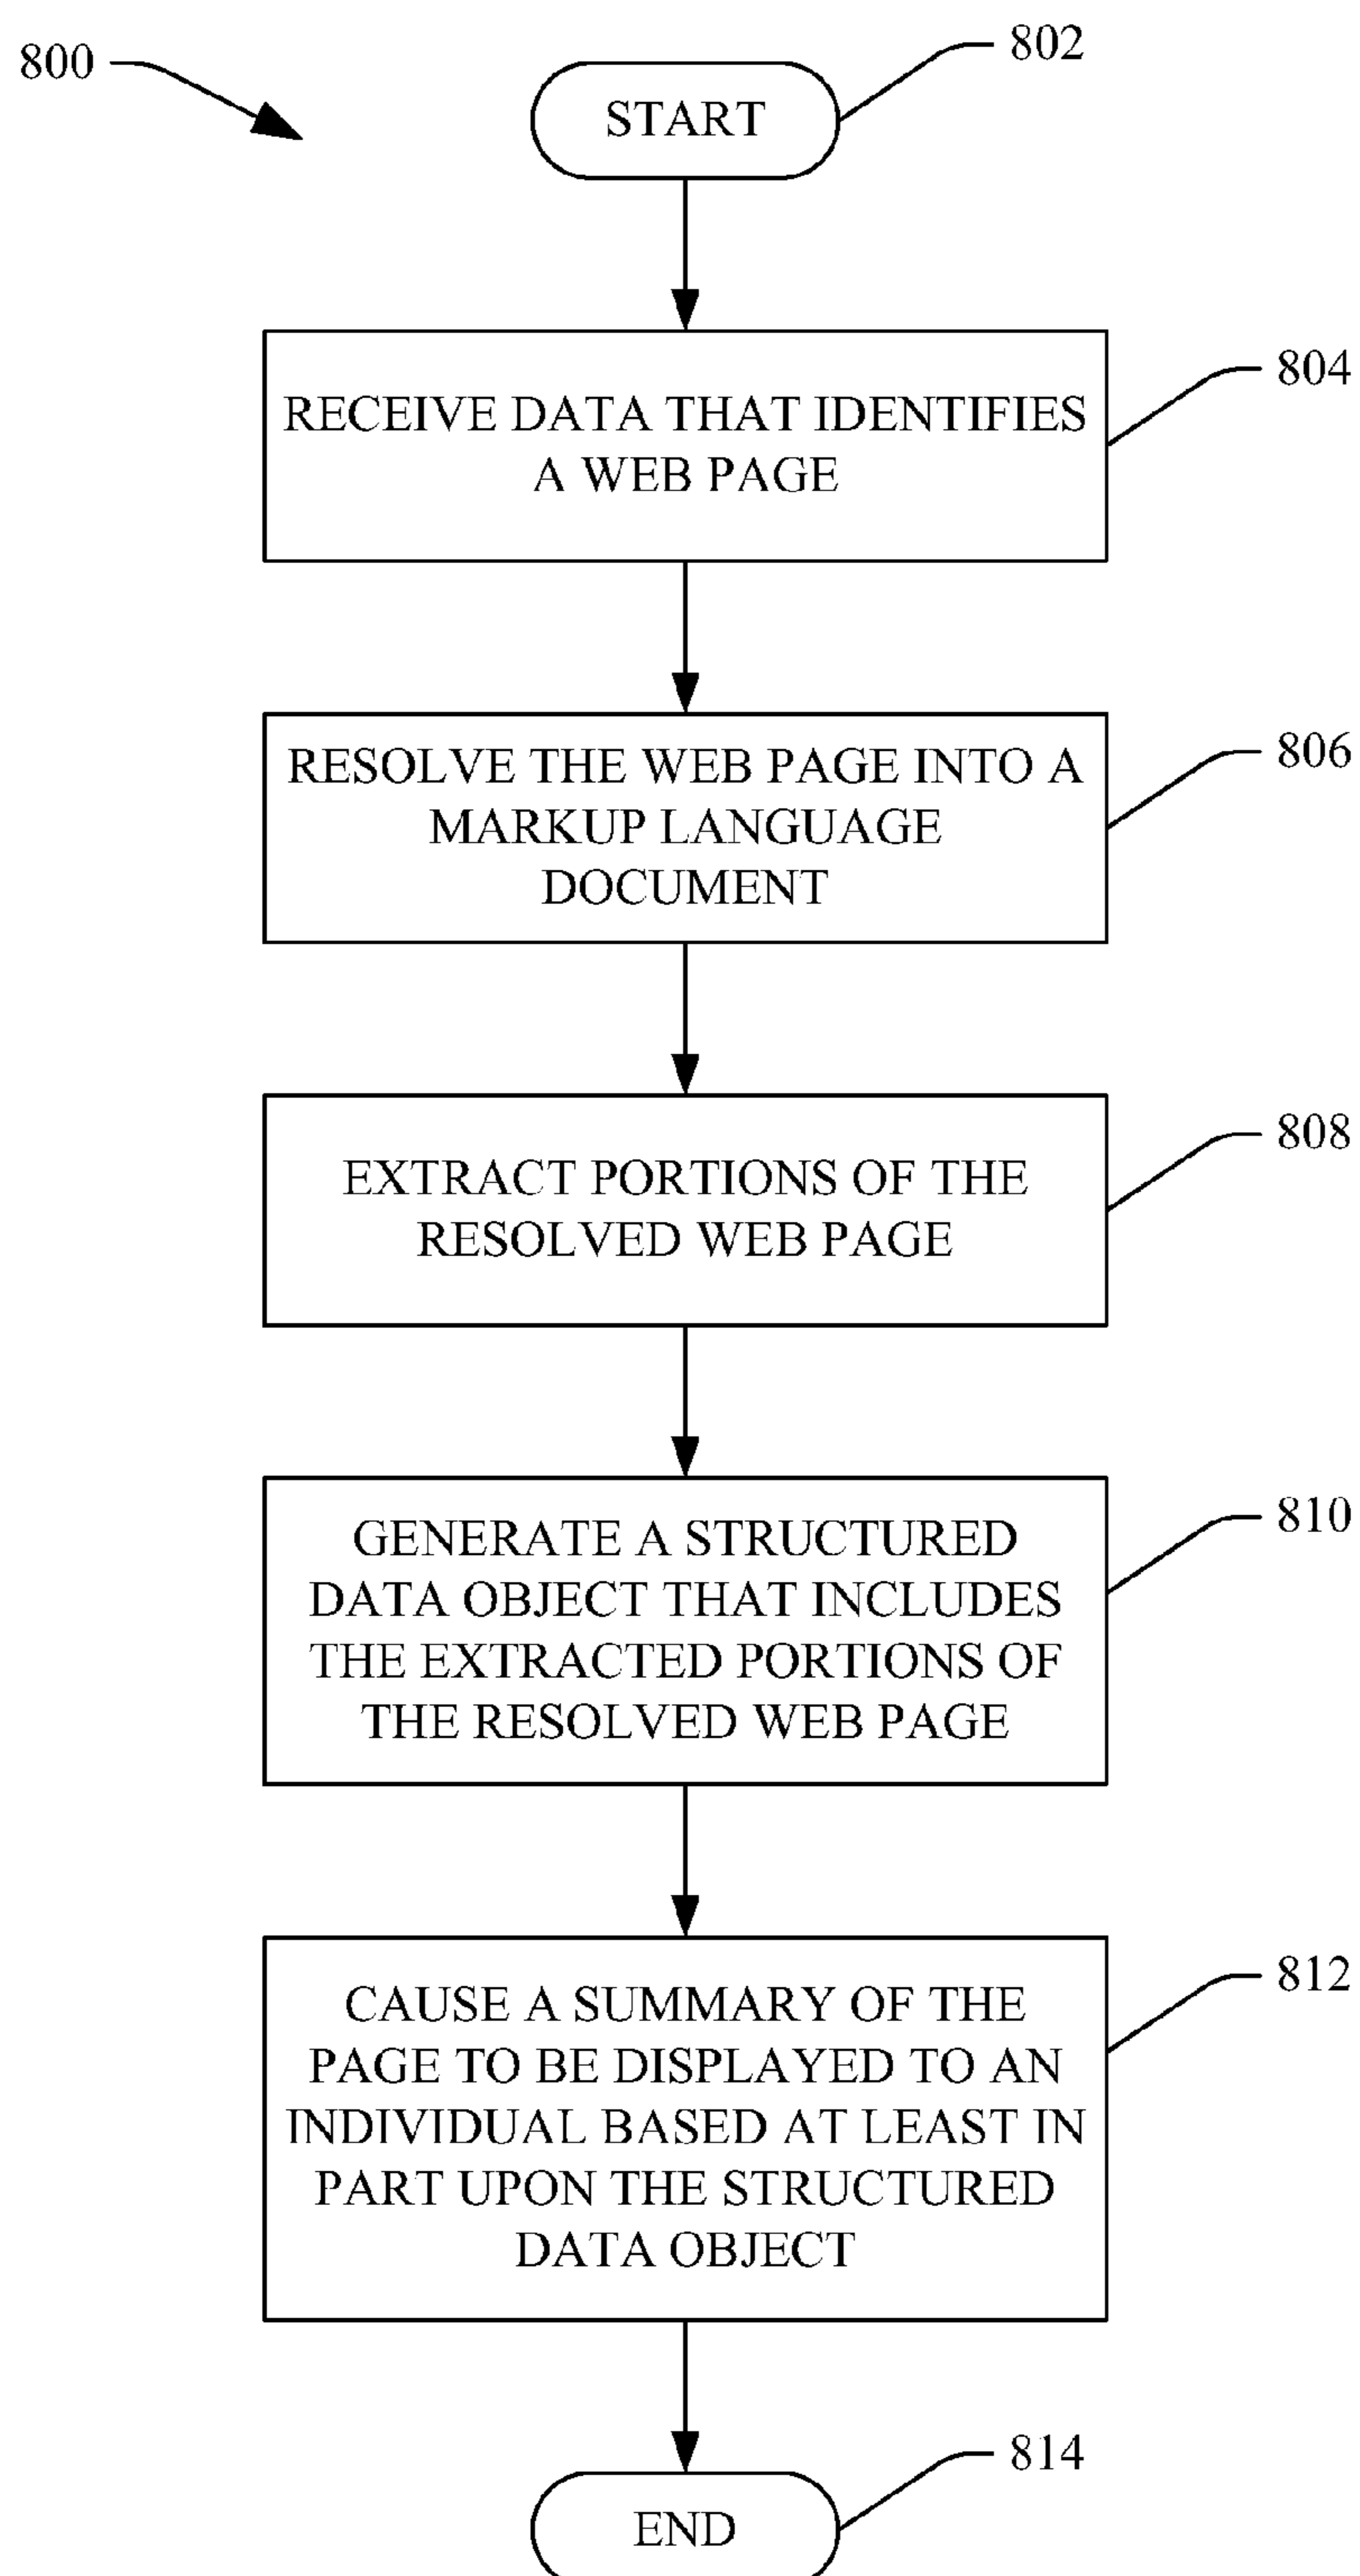 800
802
START
804
RECEIVE DATA THAT IDENTIFIES
A WEB PAGE
806
RESOLVE THE WEB PAGE INTO A
MARKUP LANGUAGE
DOCUMENT
808
EXTRACT PORTIONS OF THE
RESOLVED WEB PAGE
810
GENERATE A STRUCTURED
DATA OBJECT THAT INCLUDES
THE EXTRACTED PORTIONS OF
THE RESOLVED WEB PAGE
812
CAUSE A SUMMARY OF THE
PAGE TO BE DISPLAYED TO AN
INDIVIDUAL BASED AT LEAST IN
PART UPON THE STRUCTURED
DATA OBJECT
814
END